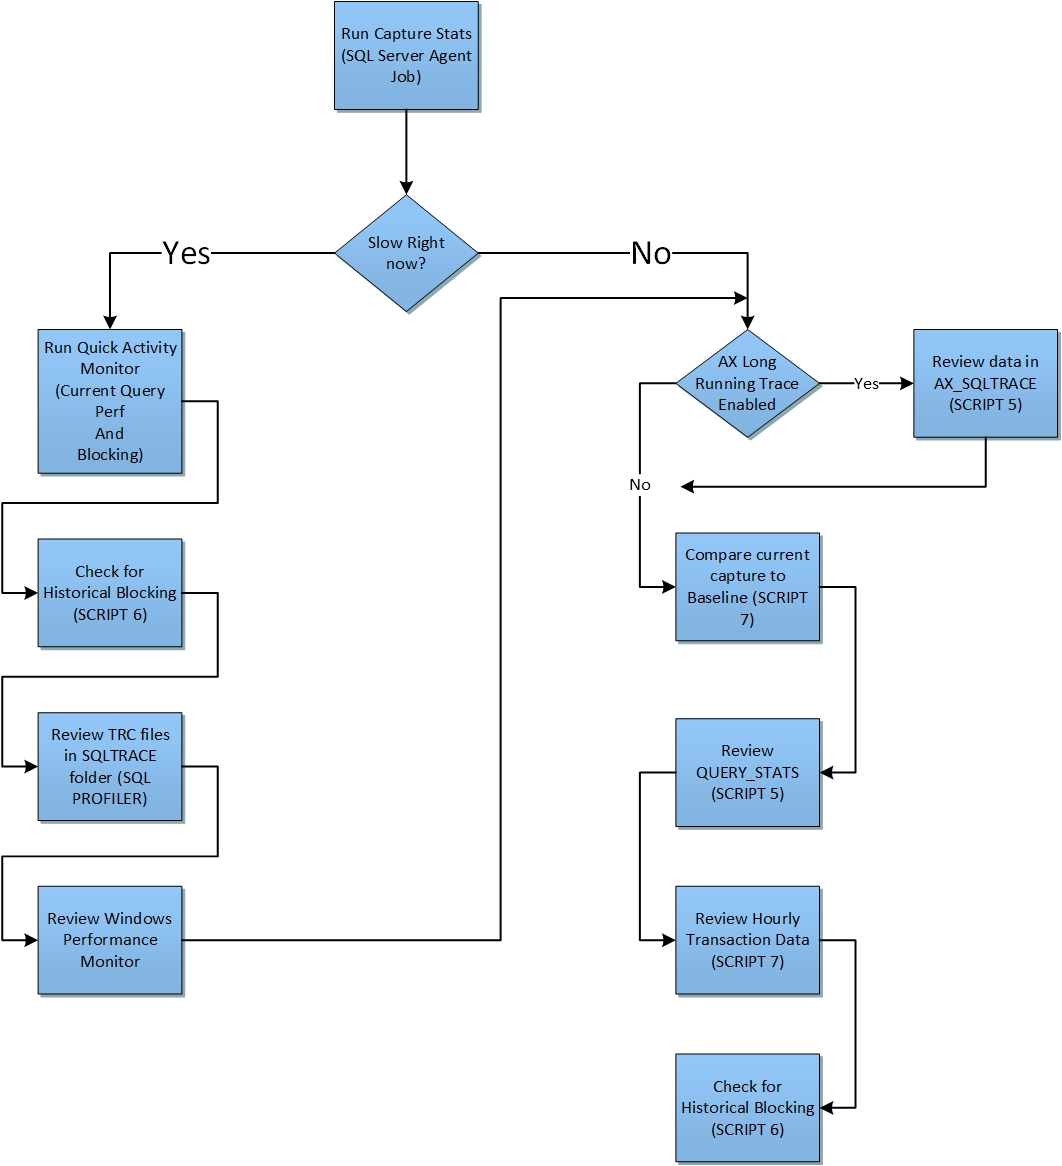 Run Capture Stats
(SQL Server Agent
Job)
Slow Right
now?
Yes
No
Run Quick Activity
Monitor
(Current Query
Perf
And
Blocking)
Check for
Historical Blocking
(SCRIPT 6)
Review TRC files
in SQLTRACE
folder (SQL
PROFILER)
Review Windows
Performance
Monitor
AX Long
Running Trace
Enabled
Yes
Review data in
AX_SQLTRACE
(SCRIPT 5)
No
Compare current
capture to
Baseline (SCRIPT
7)
Review
QUERY_STATS
(SCRIPT 5)
Review Hourly
Transaction Data
(SCRIPT 7)
Check for
Historical Blocking
(SCRIPT 6)